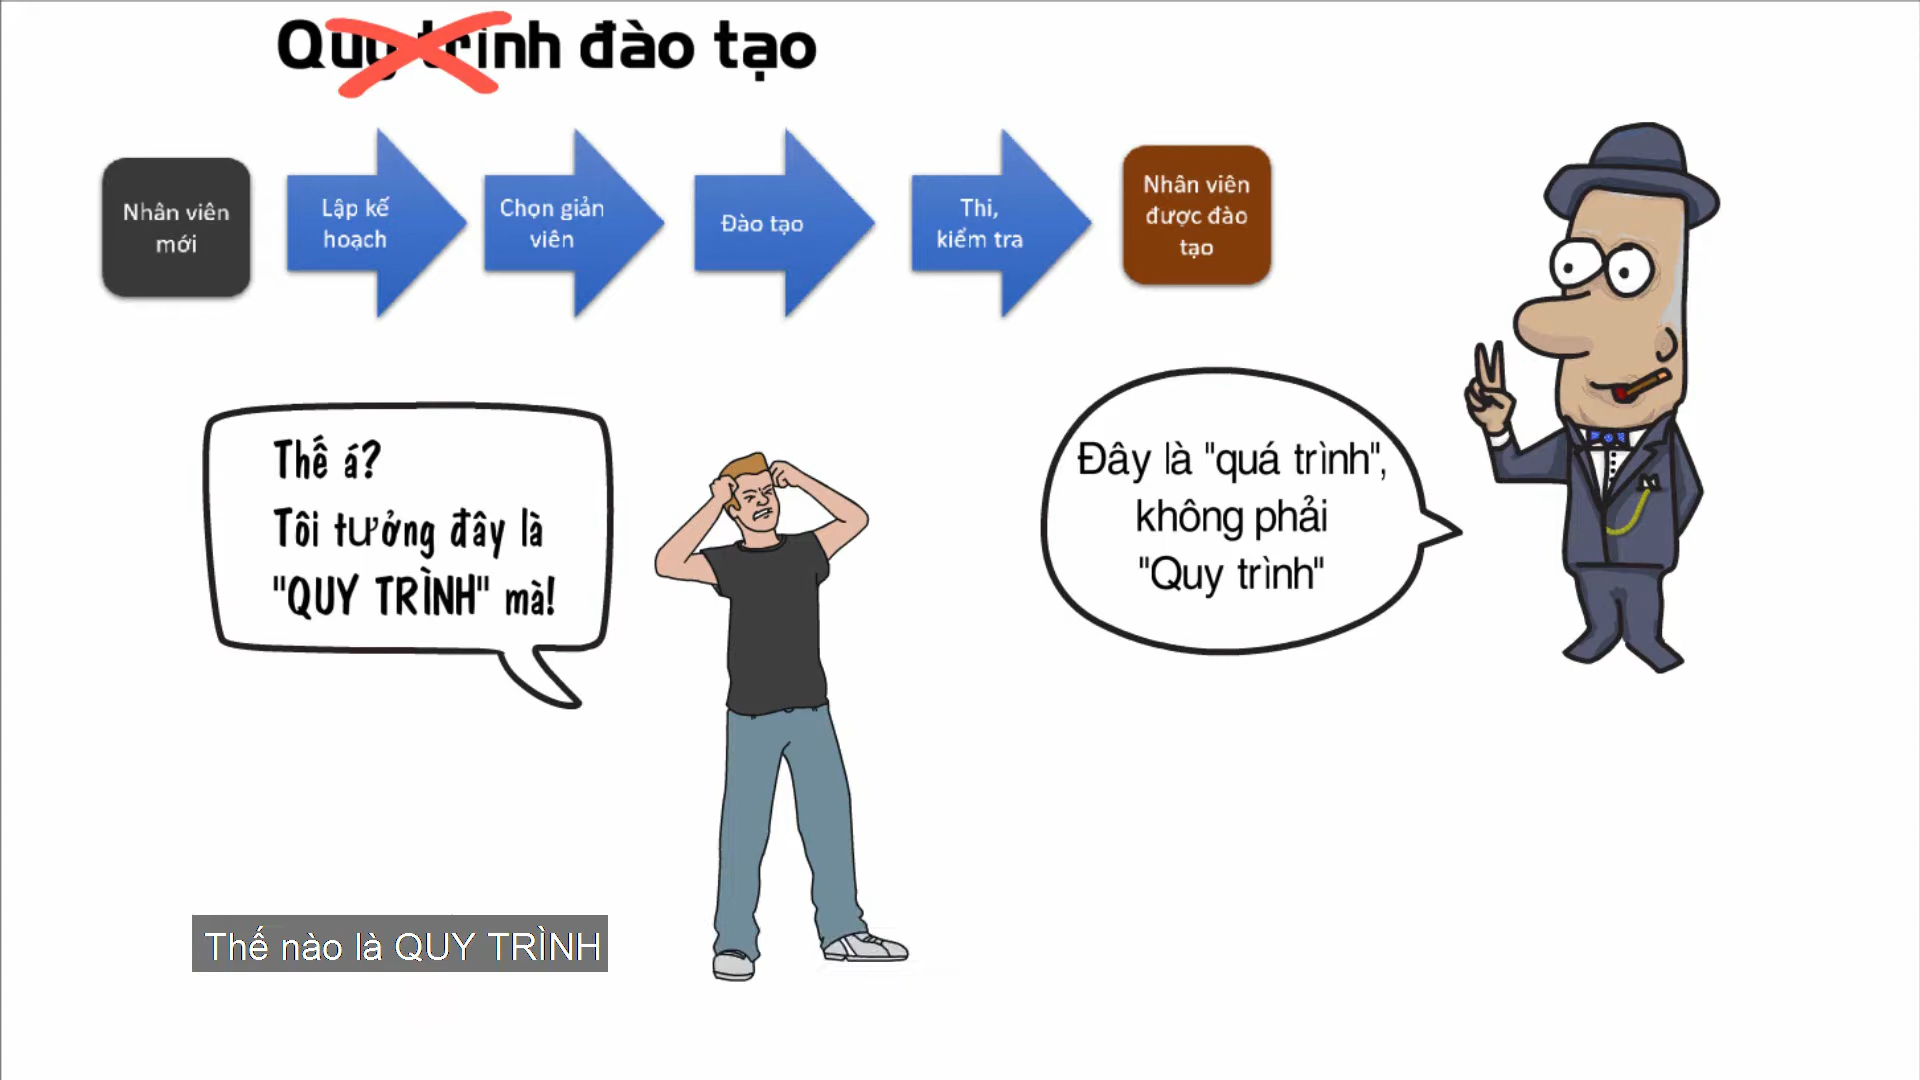 Quy trình đào tạo
Nhân viên
mới
Lập kế
hoạch
Chọn giản
viên
Đào tạo
Thi,
kiểm tra
Nhân viên
được đào
tạo
Thế á?
Tôi tưởng đây là
"QUY TRÌNH" mà!
Đây là "quá trình",
không phải
"Quy trình"
Thế nào là QUY TRÌNH